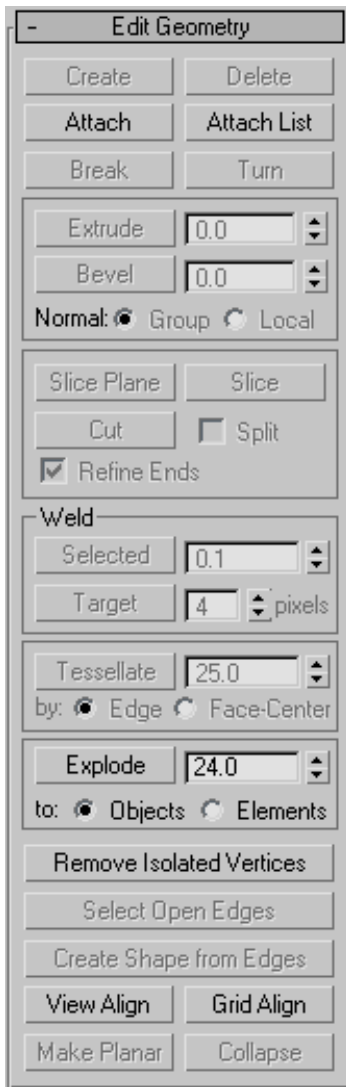 - Edit Geometry
Create Delete
Attach Attach List
Break Turn
Extrude 0.0
Bevel 0.0
Normal: Group Local
Slice Plane Slice
Cut Split
Refine Ends
Weld
Selected 0.1
Target 4 pixels
Tessellate 25.0
by: Edge Face-Center
Explode 24.0
to: Objects Elements
Remove Isolated Vertices
Select Open Edges
Create Shape from Edges
View Align Grid Align
Make Planar Collapse